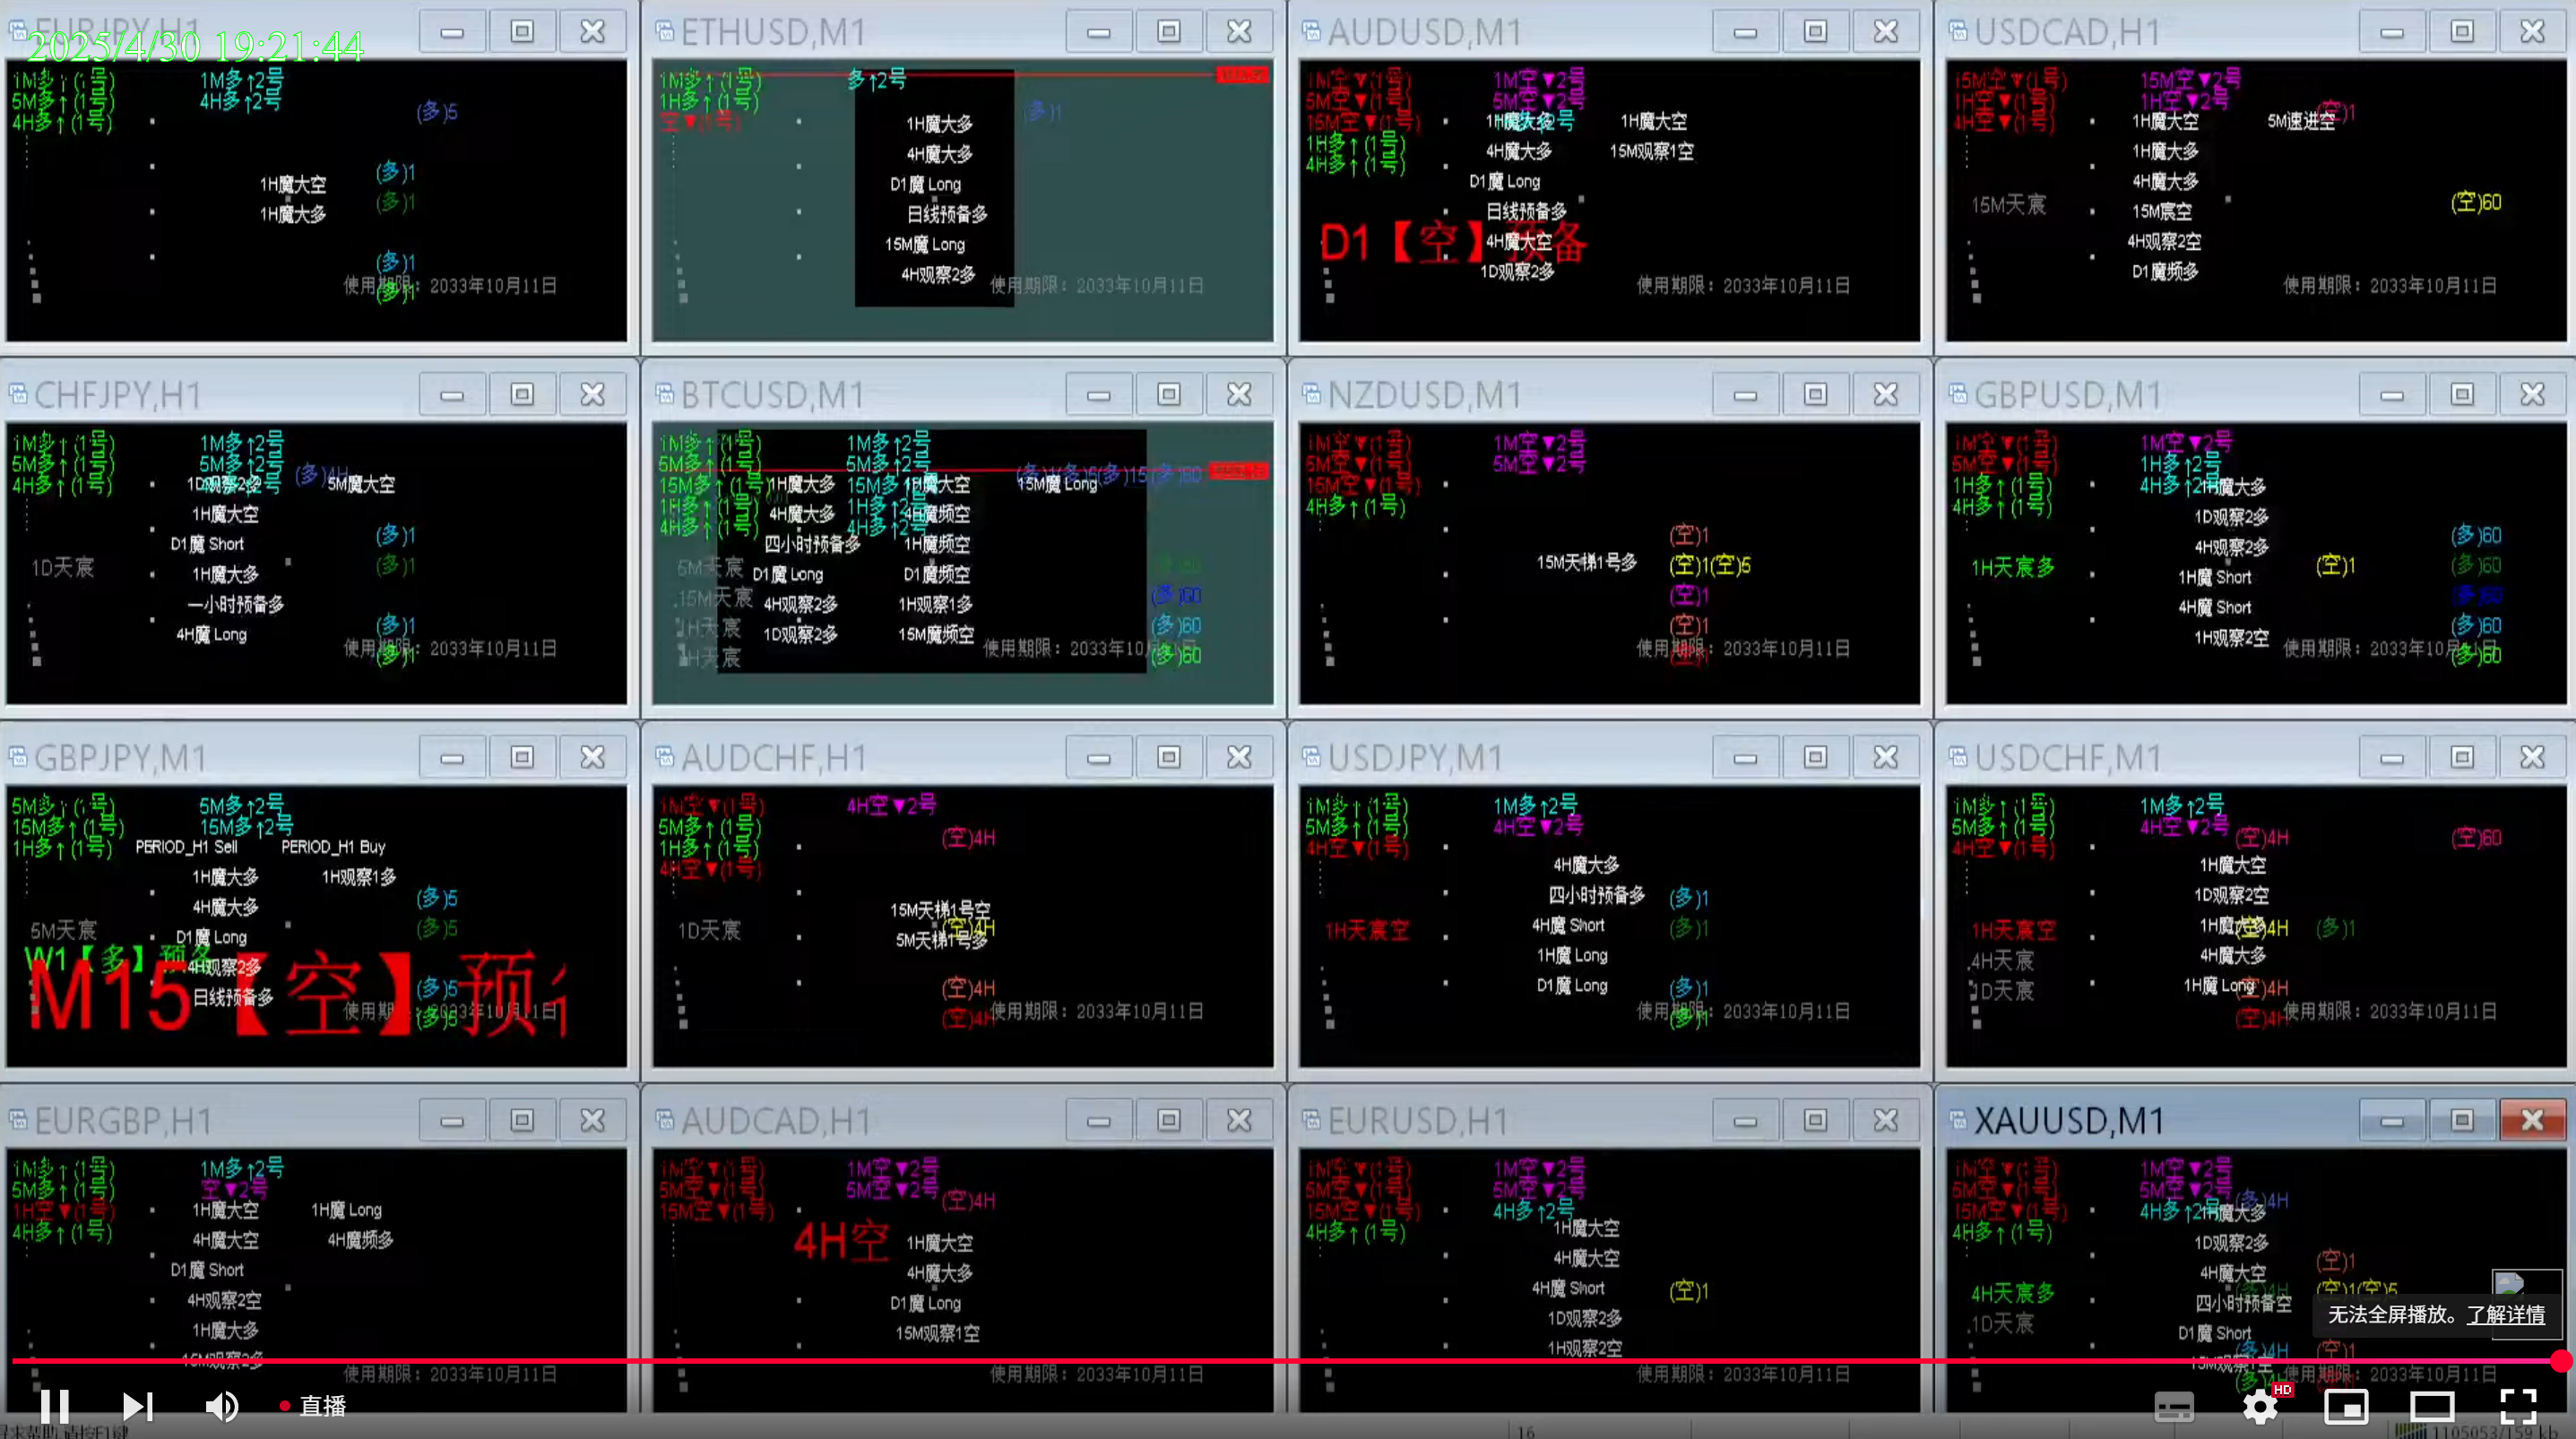 EURJPY,H1
2025/4/30 19:21:44
1M多↑(1号)
5M多↑(1号)
4H多↑(1号)
1M多↑2号
4H多↑2号
(多)5
(多)1
(多)1
1H魔大空
1H魔大多
(多)1
(多)1
使用期限：2033年10月11日
ETHUSD,M1
1M多↑(1号)
1H多↑(1号)
空▼(1号)
多↑2号
(多)1
1H魔大多
4H魔大多
D1魔 Long
日线预备多
15M魔 Long
4H观察2多
使用期限：2033年10月11日
AUDUSD,M1
1M空▼(1号)
5M空▼(1号)
15M空▼(1号)
1H多↑(1号)
4H多↑(1号)
1M空▼2号
5M空▼2号
1H魔大多
1H魔大空
4H魔大多
15M观察1空
D1魔 Long
日线预备多
D1【空】预备
4H魔大空
1D观察2多
使用期限：2033年10月11日
USDCAD,H1
15M空▼(1号)
1H空▼(1号)
4H空▼(1号)
15M空▼2号
1H空▼2号
(空)1
1H魔大空
5M速进空
1H魔大多
4H魔大多
15M天宸
15M宸空
(空)60
4H观察2空
D1魔频多
使用期限：2033年10月11日
CHFJPY,H1
1M多↑(1号)
5M多↑(1号)
4H多↑(1号)
1M多↑2号
5M多↑2号
(多)4H
1D观察2多
5M魔大空
1H魔大空
D1魔 Short
(多)1
(多)1
1D天宸
1H魔大多
一小时预备多
4H魔 Long
(多)1
(多)1
使用期限：2033年10月11日
BTCUSD,M1
1M多↑(1号)
5M多↑(1号)
15M多↑(1号)
1H多↑(1号)
4H多↑(1号)
1M多↑2号
5M多↑2号
15M多↑2号
1H多↑2号
4H多↑2号
1H魔大多
1H魔大空
15M魔 Long
4H魔大多
4H魔频空
四小时预备多
1H魔频空
5M天宸
D1魔 Long
D1魔频空
15M天宸
4H观察2多
1H观察1多
(多)60
1H天宸
1D观察2多
15M魔频空
(多)60
(多)60
使用期限：2033年10月11日
NZDUSD,M1
1M空▼(1号)
5M空▼(1号)
15M空▼(1号)
4H多↑(1号)
1M空▼2号
5M空▼2号
(空)1
15M天梯1号多
(空)1(空)5
(空)1
(空)1
(空)1
使用期限：2033年10月11日
GBPUSD,M1
1M空▼(1号)
5M空▼(1号)
1H多↑(1号)
4H多↑(1号)
1M空▼2号
1H多↑2号
4H多↑2号
1H魔大多
1D观察2多
4H观察2多
(多)60
1H天宸多
(空)1
(多)60
1H魔 Short
4H魔 Short
(多)60
1H观察2空
(多)60
(多)60
使用期限：2033年10月11日
GBPJPY,M1
5M多↑(1号)
15M多↑(1号)
1H多↑(1号)
5M多↑2号
15M多↑2号
PERIOD_H1 Sell
PERIOD_H1 Buy
1H魔大多
1H观察1多
4H魔大多
(多)5
(多)5
5M天宸
D1魔 Long
W1【多】预备
4H观察2多
M15【空】预
日线预备多
(多)5
(多)5
使用期限：2033年10月11日
AUDCHF,H1
1M空▼(1号)
5M多↑(1号)
1H多↑(1号)
4H空▼(1号)
4H空▼2号
(空)4H
15M天梯1号空
(空)4H
1D天宸
5M天梯1号多
(空)4H
(空)4H
使用期限：2033年10月11日
USDJPY,M1
1M多↑(1号)
5M多↑(1号)
4H空▼(1号)
1M多↑2号
4H空▼2号
4H魔大多
四小时预备多
(多)1
1H天宸空
4H魔 Short
(多)1
1H魔 Long
D1魔 Long
(多)1
(多)1
使用期限：2033年10月11日
USDCHF,M1
1M多↑(1号)
5M多↑(1号)
4H空▼(1号)
1M多↑2号
4H空▼2号
(空)4H
(空)60
1H魔大空
1D观察2空
1H天宸空
1H魔大多
(空)4H
(多)1
4H天宸
4H魔大多
1D天宸
1H魔 Long
(空)4H
(空)4H
使用期限：2033年10月11日
EURGBP,H1
1M多↑(1号)
5M多↑(1号)
1H空▼(1号)
4H多↑(1号)
1M多↑2号
空▼2号
1H魔大空
1H魔 Long
4H魔大空
4H魔频多
D1魔 Short
4H观察2空
1H魔大多
15M观察2多
使用期限：2033年10月11日
AUDCAD,H1
1M空▼(1号)
5M空▼(1号)
15M空▼(1号)
1M空▼2号
5M空▼2号
(空)4H
4H空
1H魔大空
4H魔大多
D1魔 Long
15M观察1空
使用期限：2033年10月11日
EURUSD,H1
1M空▼(1号)
5M空▼(1号)
15M空▼(1号)
4H多↑(1号)
1M空▼2号
5M空▼2号
4H多↑2号
1H魔大空
4H魔大空
4H魔 Short
(空)1
1D观察2多
1H观察2空
使用期限：2033年10月11日
XAUUSD,M1
1M空▼(1号)
5M空▼(1号)
15M空▼(1号)
4H多↑(1号)
1M空▼2号
5M空▼2号
4H多↑2号
(多)4H
1H魔大多
1D观察2多
4H魔大空
(空)1
4H天宸多
(多)4H
(空)1(空)5
四小时预备空
1D天宸
D1魔 Short
(多)4H
(空)1
15M观察1空
使用期限：2033年10月11日
无法全屏播放。了解详情
直播
HD
16
1105053/159 kb